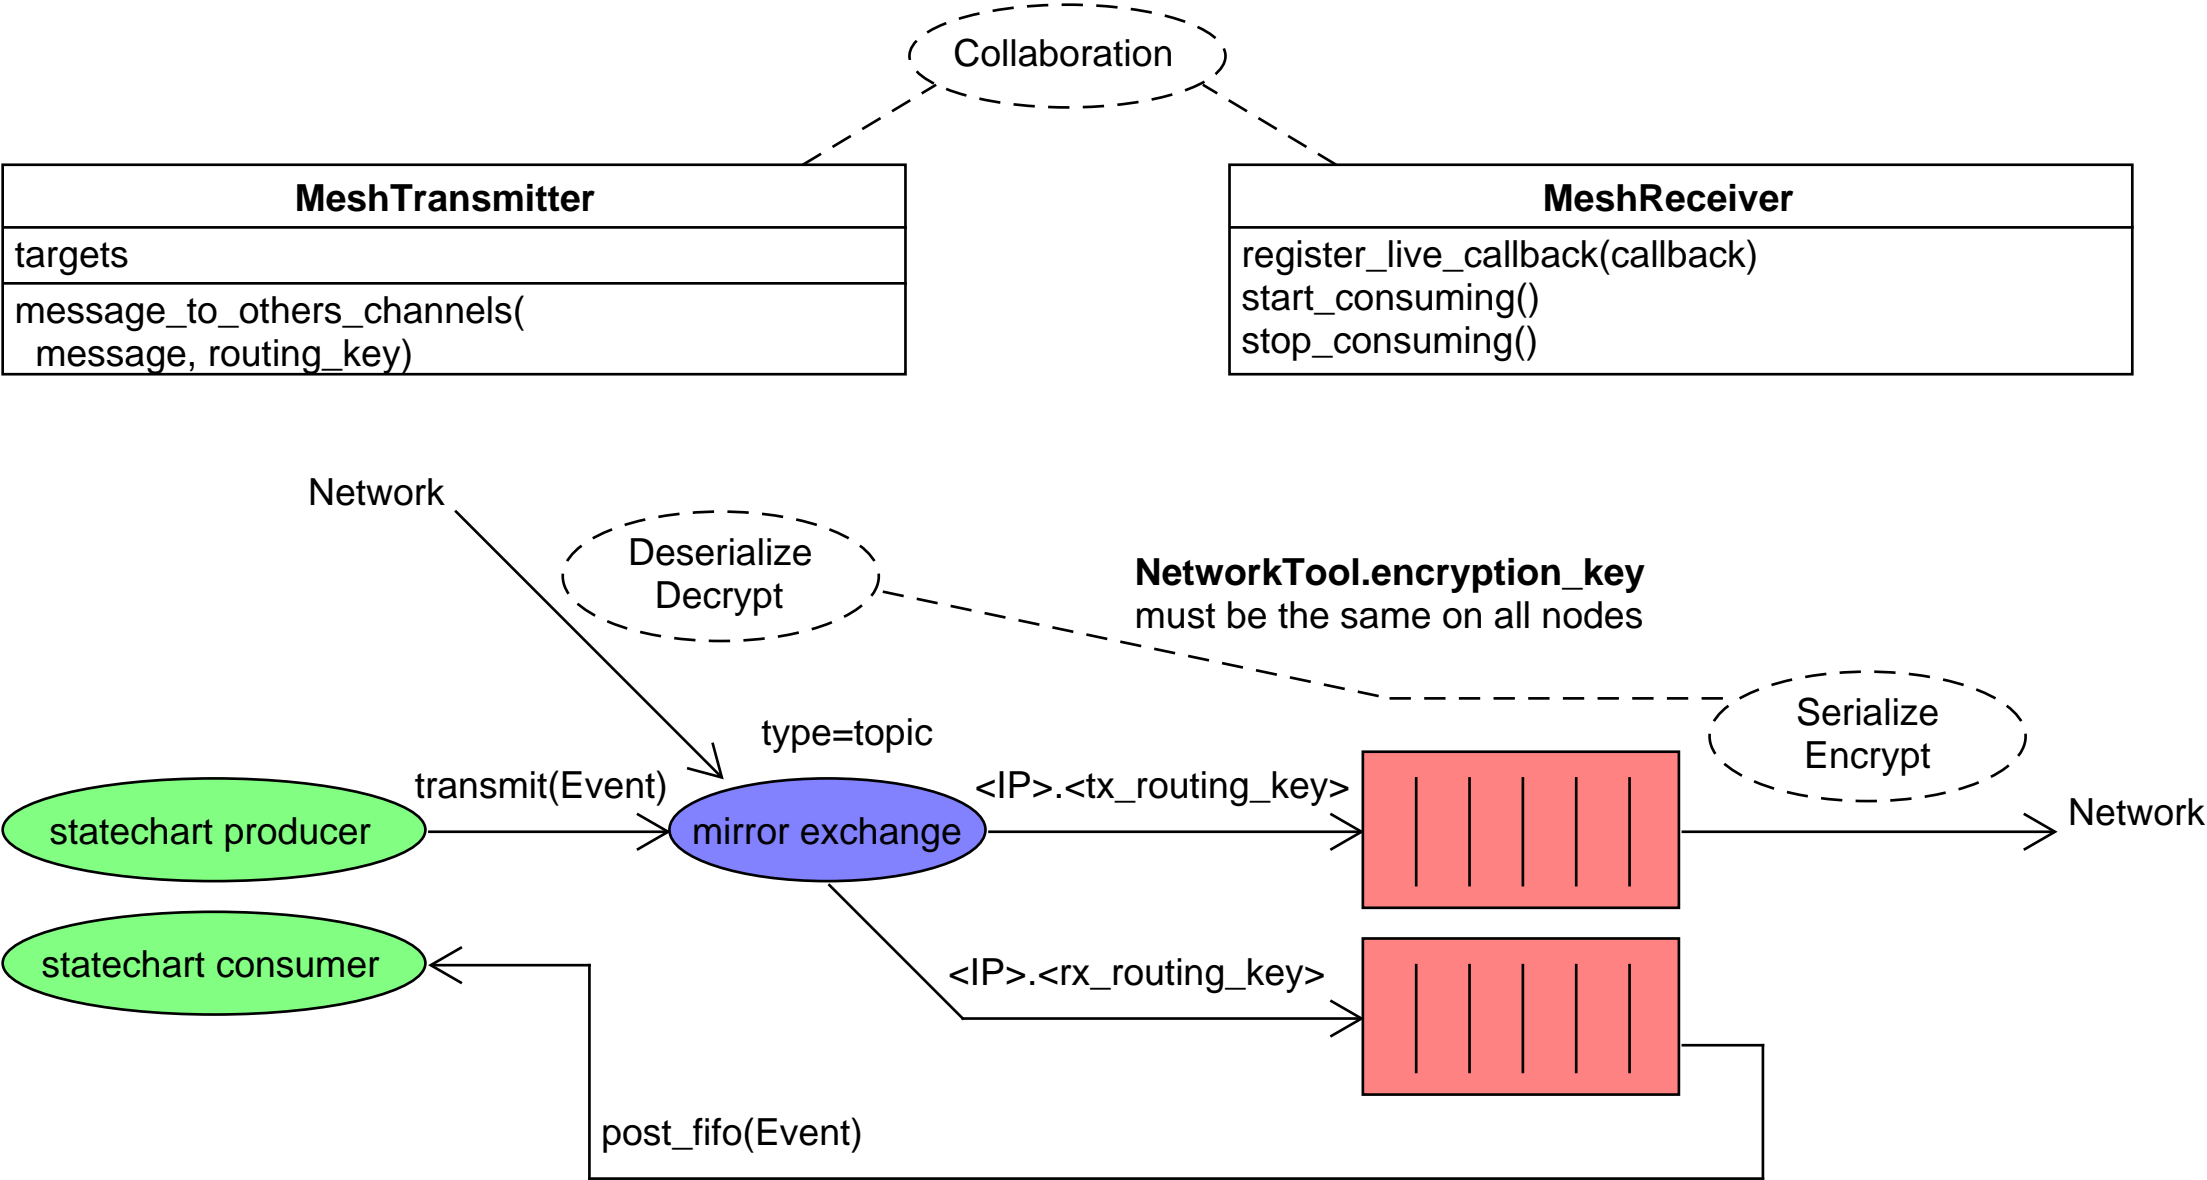 Collaboration
MeshTransmitter
targets
message_to_others_channels(
message, routing_key)
MeshReceiver
register_live_callback(callback)
start_consuming()
stop_consuming()
Network
Deserialize
Decrypt
NetworkTool.encryption_key
must be the same on all nodes
Serialize
Encrypt
type=topic
transmit(Event)
<IP>.<tx_routing_key>
Network
statechart producer
mirror exchange
statechart consumer
<IP>.<rx_routing_key>
post_fifo(Event)